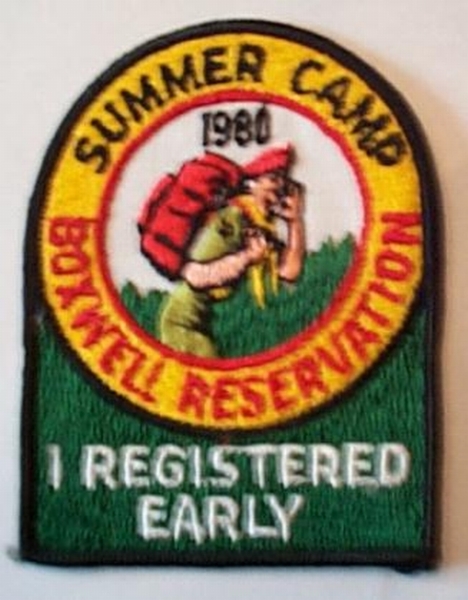 SUMMER CAMP
1980
BOXWELL RESERVATION
I REGISTERED
EARLY